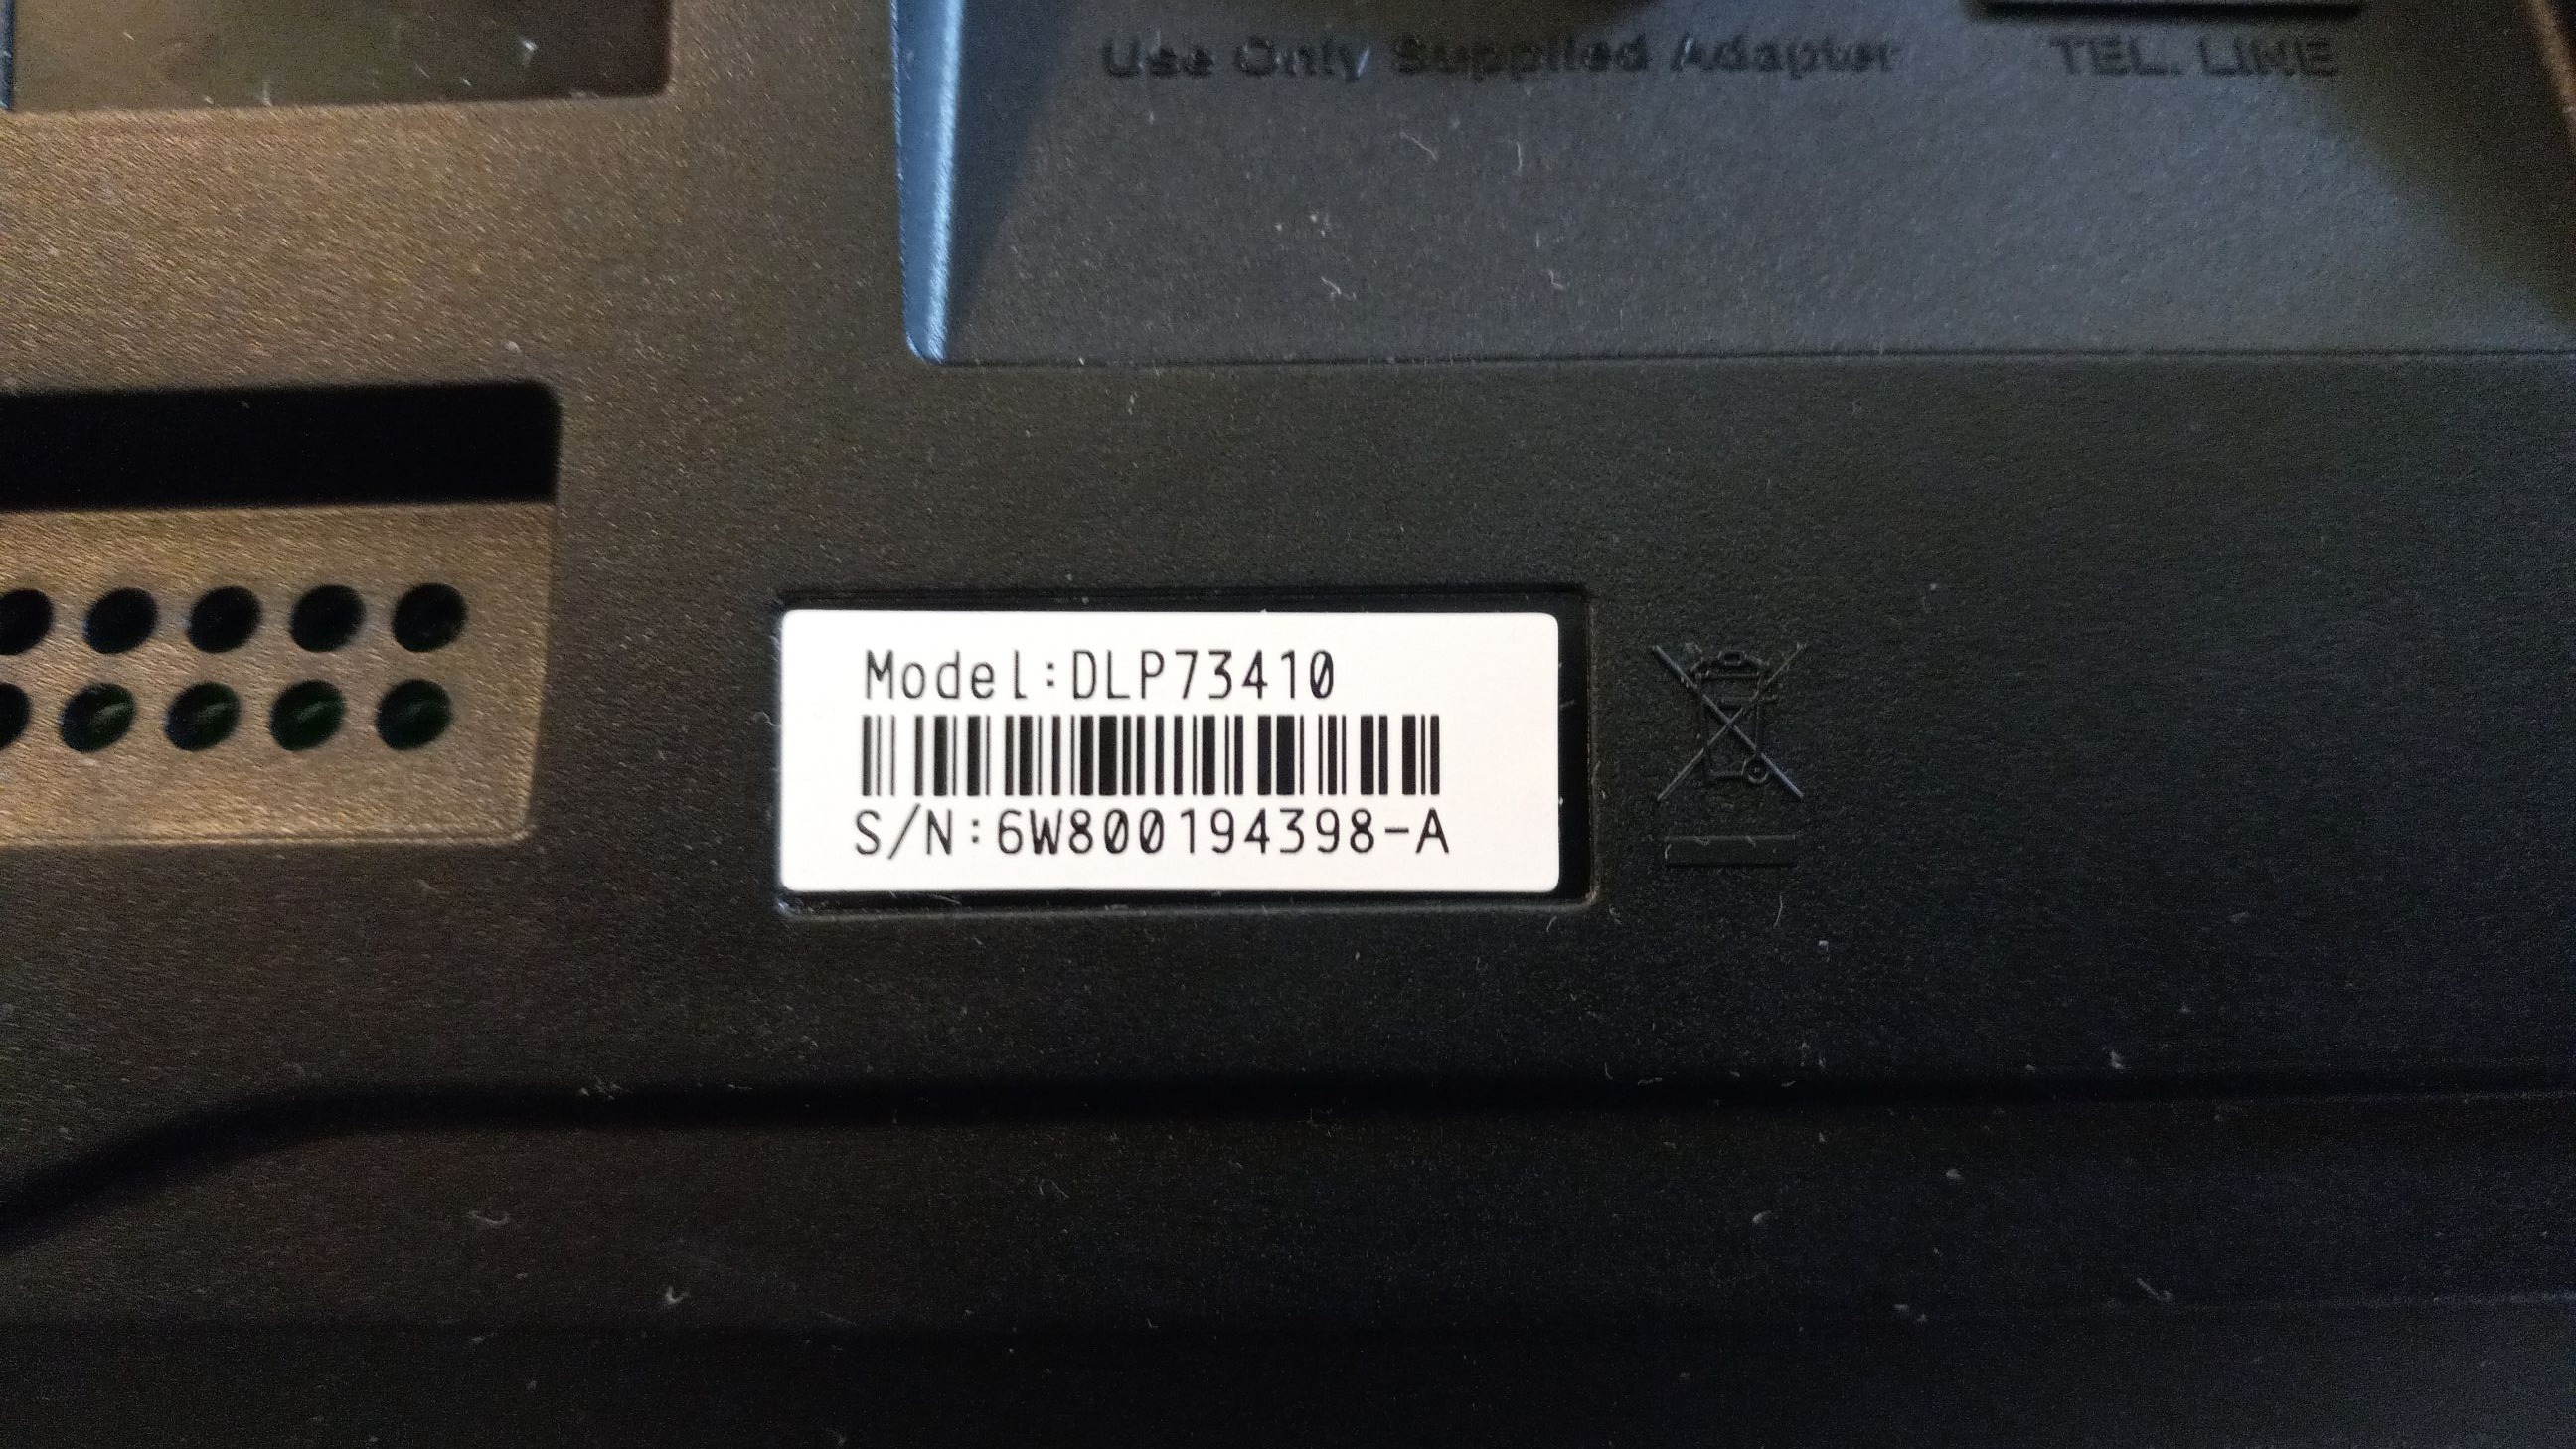 Use Only Supplied Adapter
TEL. LINE
Model:DLP73410
S/N:6W800194398-A